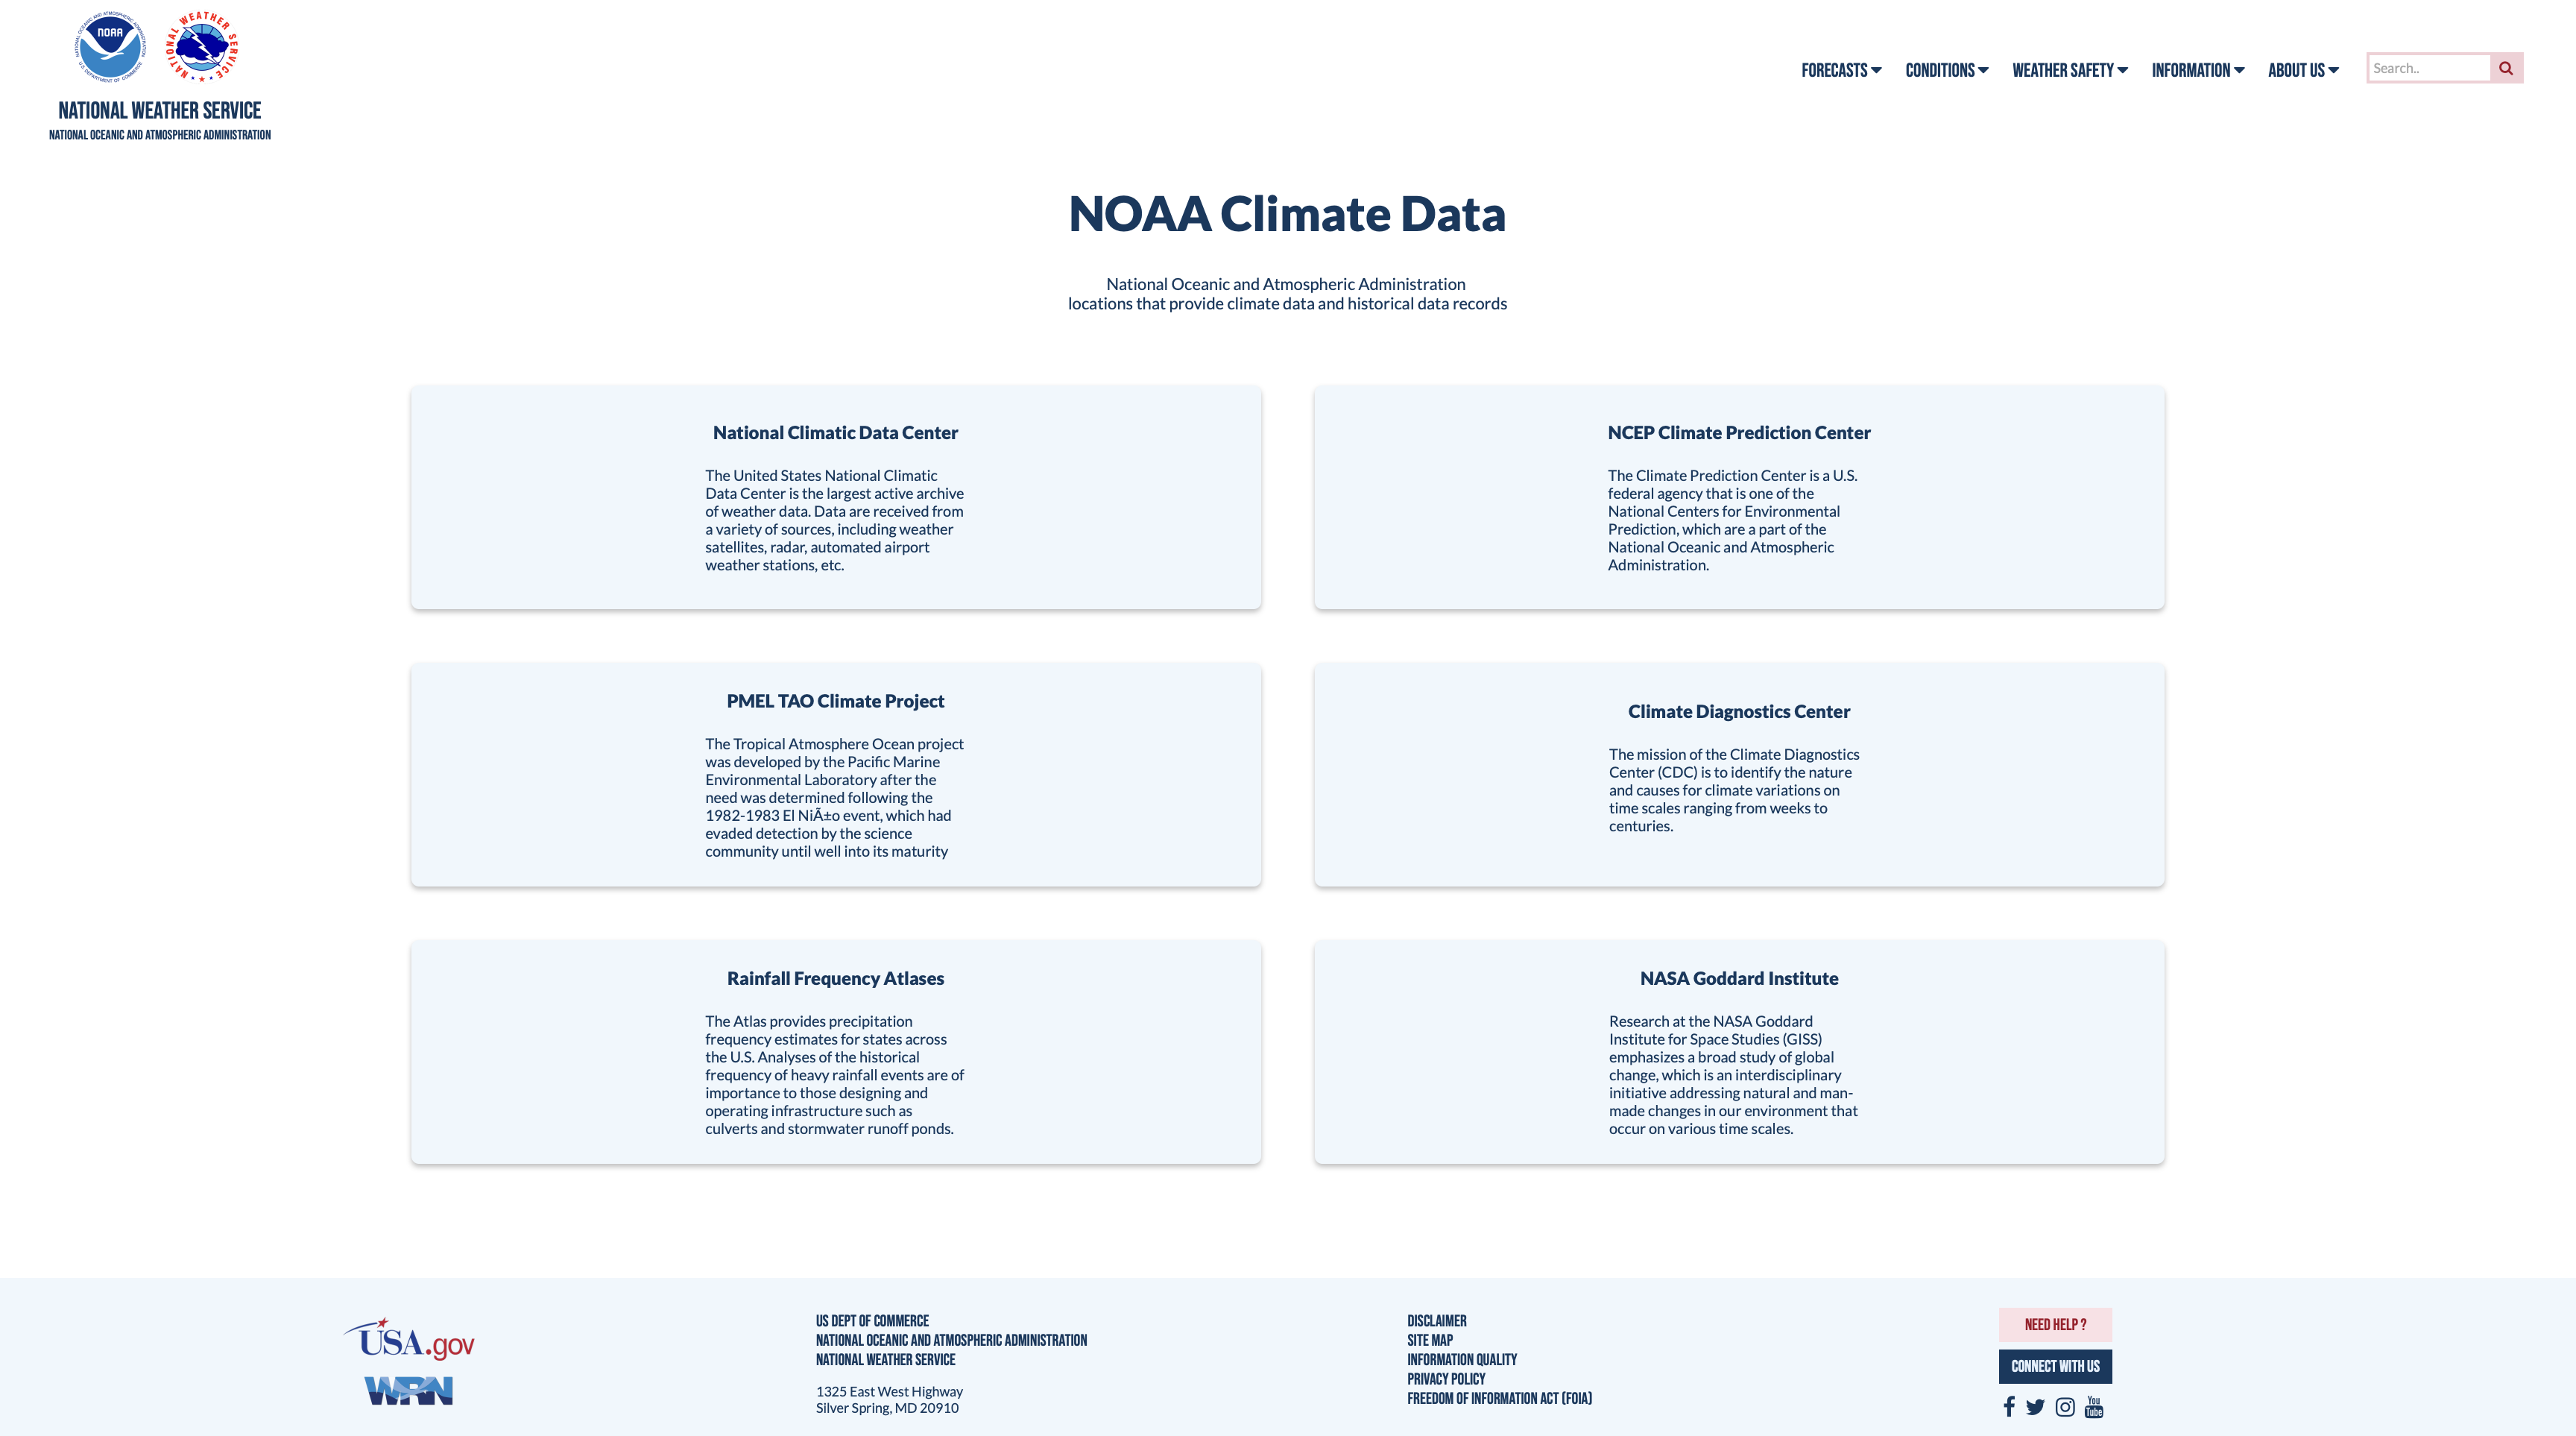 NOAA
NATIONAL WEATHER SERVICE
NATIONAL WEATHER SERVICE
NATIONAL OCEANIC AND ATMOSPHERIC ADMINISTRATION
FORECASTS CONDITIONS WEATHER SAFETY INFORMATION ABOUT US Search..
NOAA Climate Data
National Oceanic and Atmospheric Administration
locations that provide climate data and historical data records
National Climatic Data Center
The United States National Climatic
Data Center is the largest active archive
of weather data. Data are received from
a variety of sources, including weather
satellites, radar, automated airport
weather stations, etc.
NCEP Climate Prediction Center
The Climate Prediction Center is a U.S.
federal agency that is one of the
National Centers for Environmental
Prediction, which are a part of the
National Oceanic and Atmospheric
Administration.
PMEL TAO Climate Project
The Tropical Atmosphere Ocean project
was developed by the Pacific Marine
Environmental Laboratory after the
need was determined following the
1982-1983 El NiÃ±o event, which had
evaded detection by the science
community until well into its maturity
Climate Diagnostics Center
The mission of the Climate Diagnostics
Center (CDC) is to identify the nature
and causes for climate variations on
time scales ranging from weeks to
centuries.
Rainfall Frequency Atlases
The Atlas provides precipitation
frequency estimates for states across
the U.S. Analyses of the historical
frequency of heavy rainfall events are of
importance to those designing and
operating infrastructure such as
culverts and stormwater runoff ponds.
NASA Goddard Institute
Research at the NASA Goddard
Institute for Space Studies (GISS)
emphasizes a broad study of global
change, which is an interdisciplinary
initiative addressing natural and man-
made changes in our environment that
occur on various time scales.
USA.gov
WRN
US DEPT OF COMMERCE
NATIONAL OCEANIC AND ATMOSPHERIC ADMINISTRATION
NATIONAL WEATHER SERVICE
1325 East West Highway
Silver Spring, MD 20910
DISCLAIMER
SITE MAP
INFORMATION QUALITY
PRIVACY POLICY
FREEDOM OF INFORMATION ACT (FOIA)
NEED HELP ?
CONNECT WITH US
You
Tube